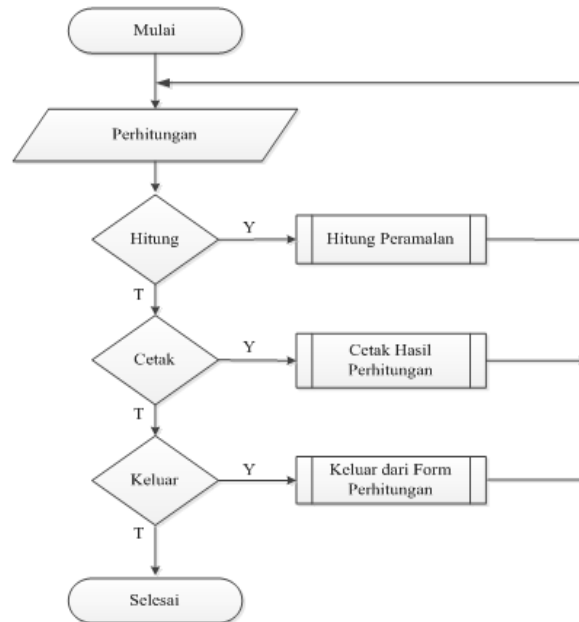 Mulai
Perhitungan
Hitung
Y
Hitung Peramalan
T
Cetak
Y
Cetak Hasil
Perhitungan
T
Keluar
Y
Keluar dari Form
Perhitungan
T
Selesai